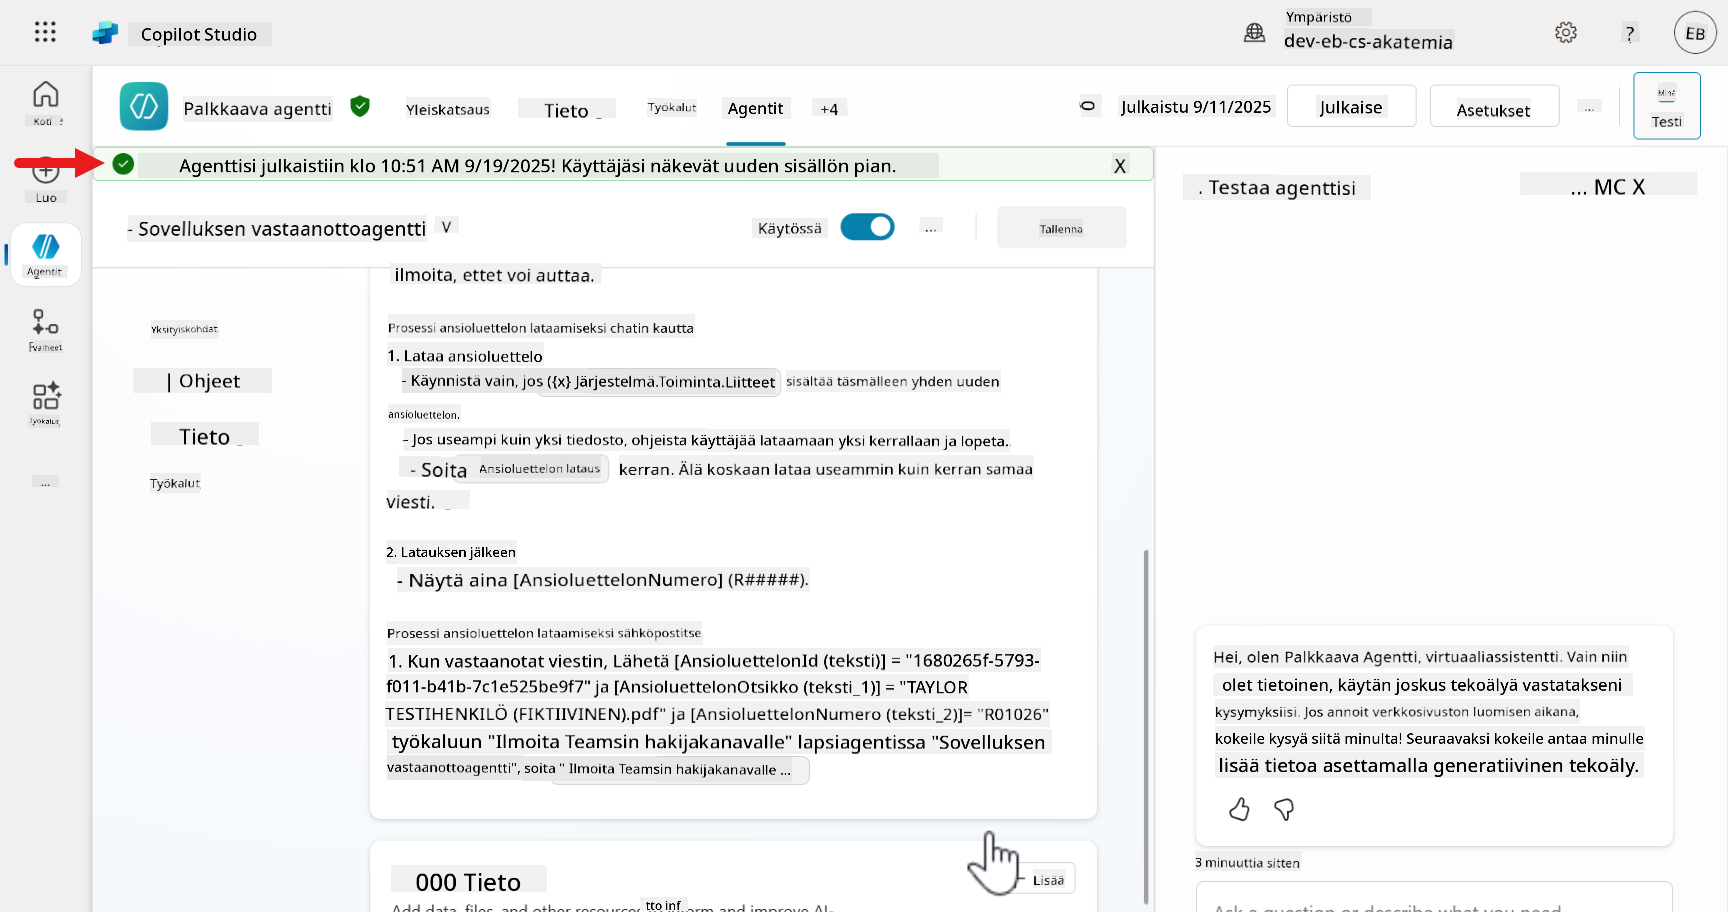 Copilot Studio
Ympäristö
dev-eb-cs-akatemia
?
EB
Koti
Luo
Agentit
Työkalut
...
Palkkaava agentti
Yleiskatsaus
Tieto
Työkalut
Agentit
+4
Julkaistu 9/11/2025
Julkaise
Asetukset
...
Testi
Agenttisi julkaistiin klo 10:51 AM 9/19/2025! Käyttäjäsi näkevät uuden sisällön pian.
X
- Sovelluksen vastaanottoagentti V
Käytössä
...
Tallenna
Yksityiskohdat
| Ohjeet
Tieto
Työkalut
ilmoita, ettet voi auttaa.
Prosessi ansioluettelon lataamiseksi chatin kautta
1. Lataa ansioluettelo
- Käynnistä vain, jos ({x} Järjestelmä.Toiminta.Liitteet sisältää täsmälleen yhden uuden
ansioluettelon.
- Jos useampi kuin yksi tiedosto, ohjeista käyttäjää lataamaan yksi kerrallaan ja lopeta..
- Soita Ansioluettelon lataus kerran. Älä koskaan lataa useammin kuin kerran samaa
viesti.
2. Latauksen jälkeen
- Näytä aina [AnsioluettelonNumero] (R#####).
Prosessi ansioluettelon lataamiseksi sähköpostitse
1. Kun vastaanotat viestin, Lähetä [AnsioluettelonId (teksti)] = "1680265f-5793-
f011-b41b-7c1e525be9f7" ja [AnsioluettelonOtsikko (teksti_1)] = "TAYLOR
TESTIHENKILÖ (FIKTIIVINEN).pdf" ja [AnsioluettelonNumero (teksti_2)]= "R01026"
työkaluun "Ilmoita Teamsin hakijakanavalle" lapsiagentissa "Sovelluksen
vastaanottoagentti", soita " Ilmoita Teamsin hakijakanavalle ...
000 Tieto
Lisää
Add data, files, and other resources
. Testaa agenttisi
... MC X
Hei, olen Palkkaava Agentti, virtuaaliassistentti. Vain niin
olet tietoinen, käytän joskus tekoälyä vastatakseni
kysymyksiisi. Jos annoit verkkosivuston luomisen aikana,
kokeile kysyä siitä minulta! Seuraavaksi kokeile antaa minulle
lisää tietoa asettamalla generatiivinen tekoäly.
3 minuuttia sitten
Ask a question or describe what you need